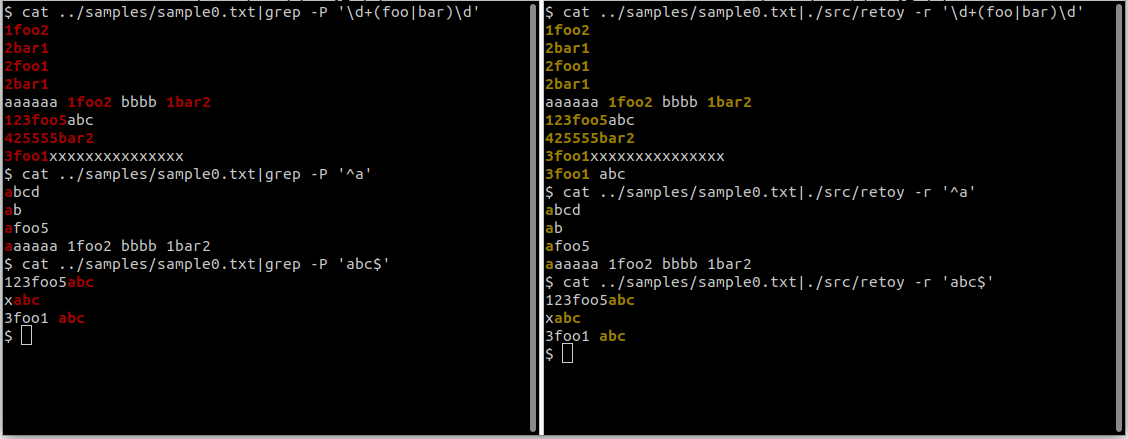 $ cat ../samples/sample0.txt|grep -P '\d+(foo|bar)\d'
1foo2
2bar1
2foo1
2bar1
aaaaaa 1foo2 bbbb 1bar2
123foo5abc
425555bar2
3foo1xxxxxxxxxxxxxxx
$ cat ../samples/sample0.txt|grep -P '^a'
abcd
ab
afoo5
aaaaaa 1foo2 bbbb 1bar2
$ cat ../samples/sample0.txt|grep -P 'abc$'
123foo5abc
xabc
3foo1 abc
$
$ cat ../samples/sample0.txt|./src/retoy -r '\d+(foo|bar)\d'
1foo2
2bar1
2foo1
2bar1
aaaaaa 1foo2 bbbb 1bar2
123foo5abc
425555bar2
3foo1xxxxxxxxxxxxxxx
3foo1 abc
$ cat ../samples/sample0.txt|./src/retoy -r '^a'
abcd
ab
afoo5
aaaaaa 1foo2 bbbb 1bar2
$ cat ../samples/sample0.txt|./src/retoy -r 'abc$'
123foo5abc
xabc
3foo1 abc
$